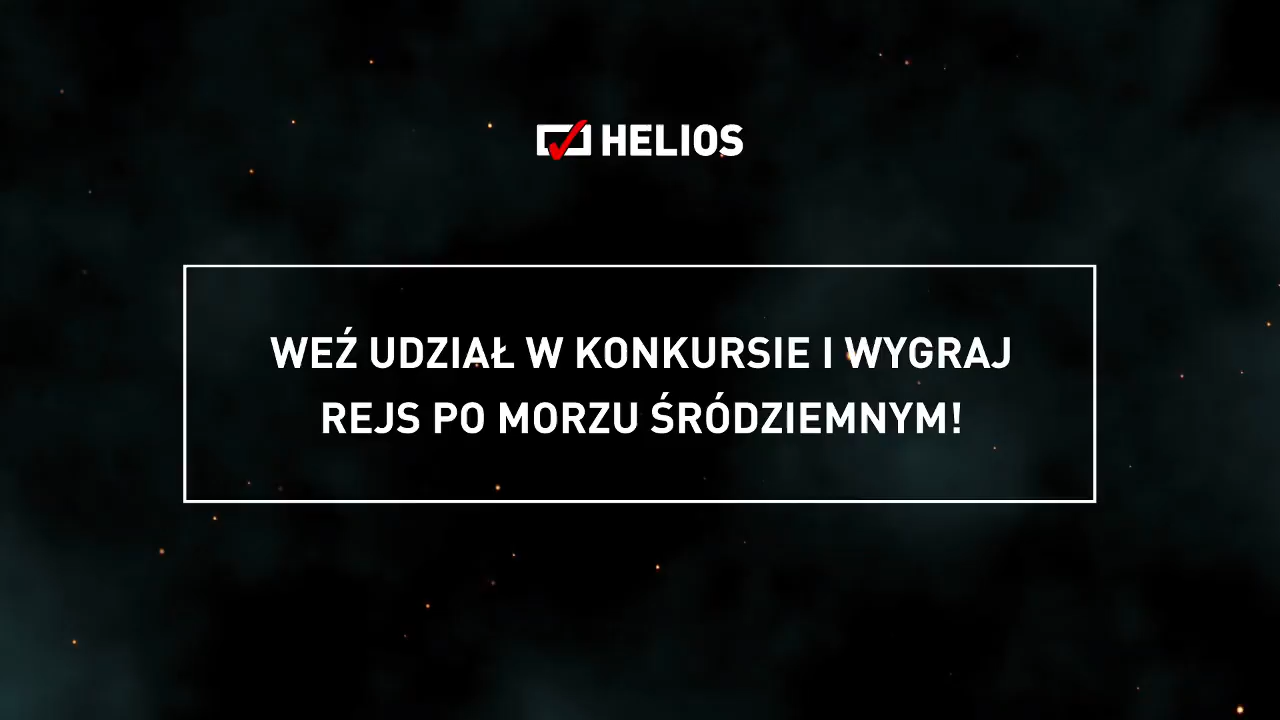 HELIOS
WEŹ UDZIAŁ W KONKURSIE I WYGRAJ
REJS PO MORZU ŚRÓDZIEMNYM!